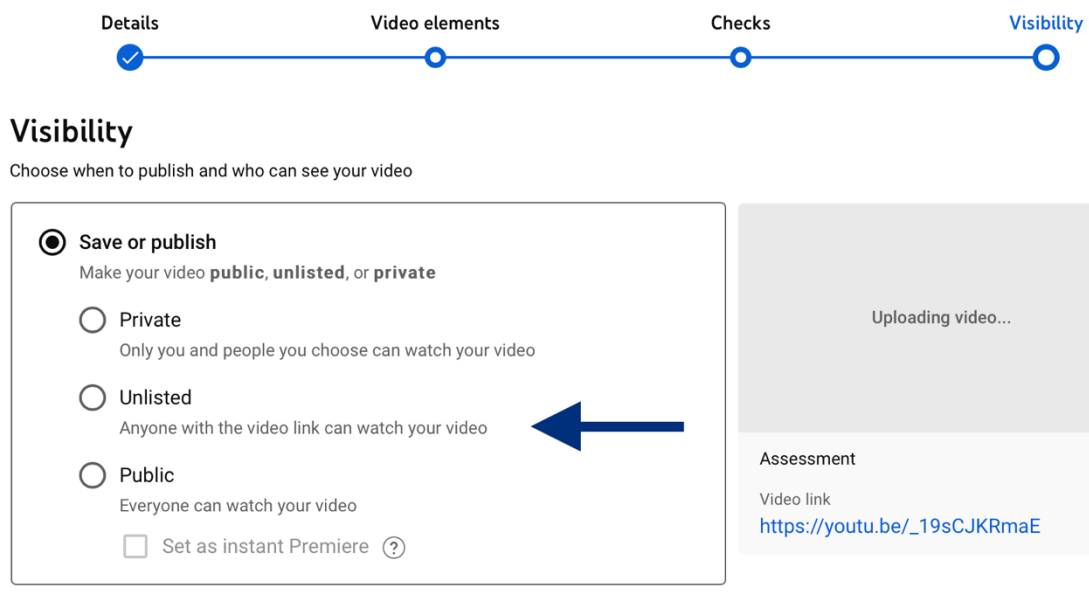 Details Video elements Checks Visibility
Visibility
Choose when to publish and who can see your video
Save or publish
Make your video public, unlisted, or private
Private
Only you and people you choose can watch your video
Unlisted
Anyone with the video link can watch your video
Public
Everyone can watch your video
Set as instant Premiere ?
Uploading video...
Assessment
Video link
https://youtu.be/_19sCJKRmaE